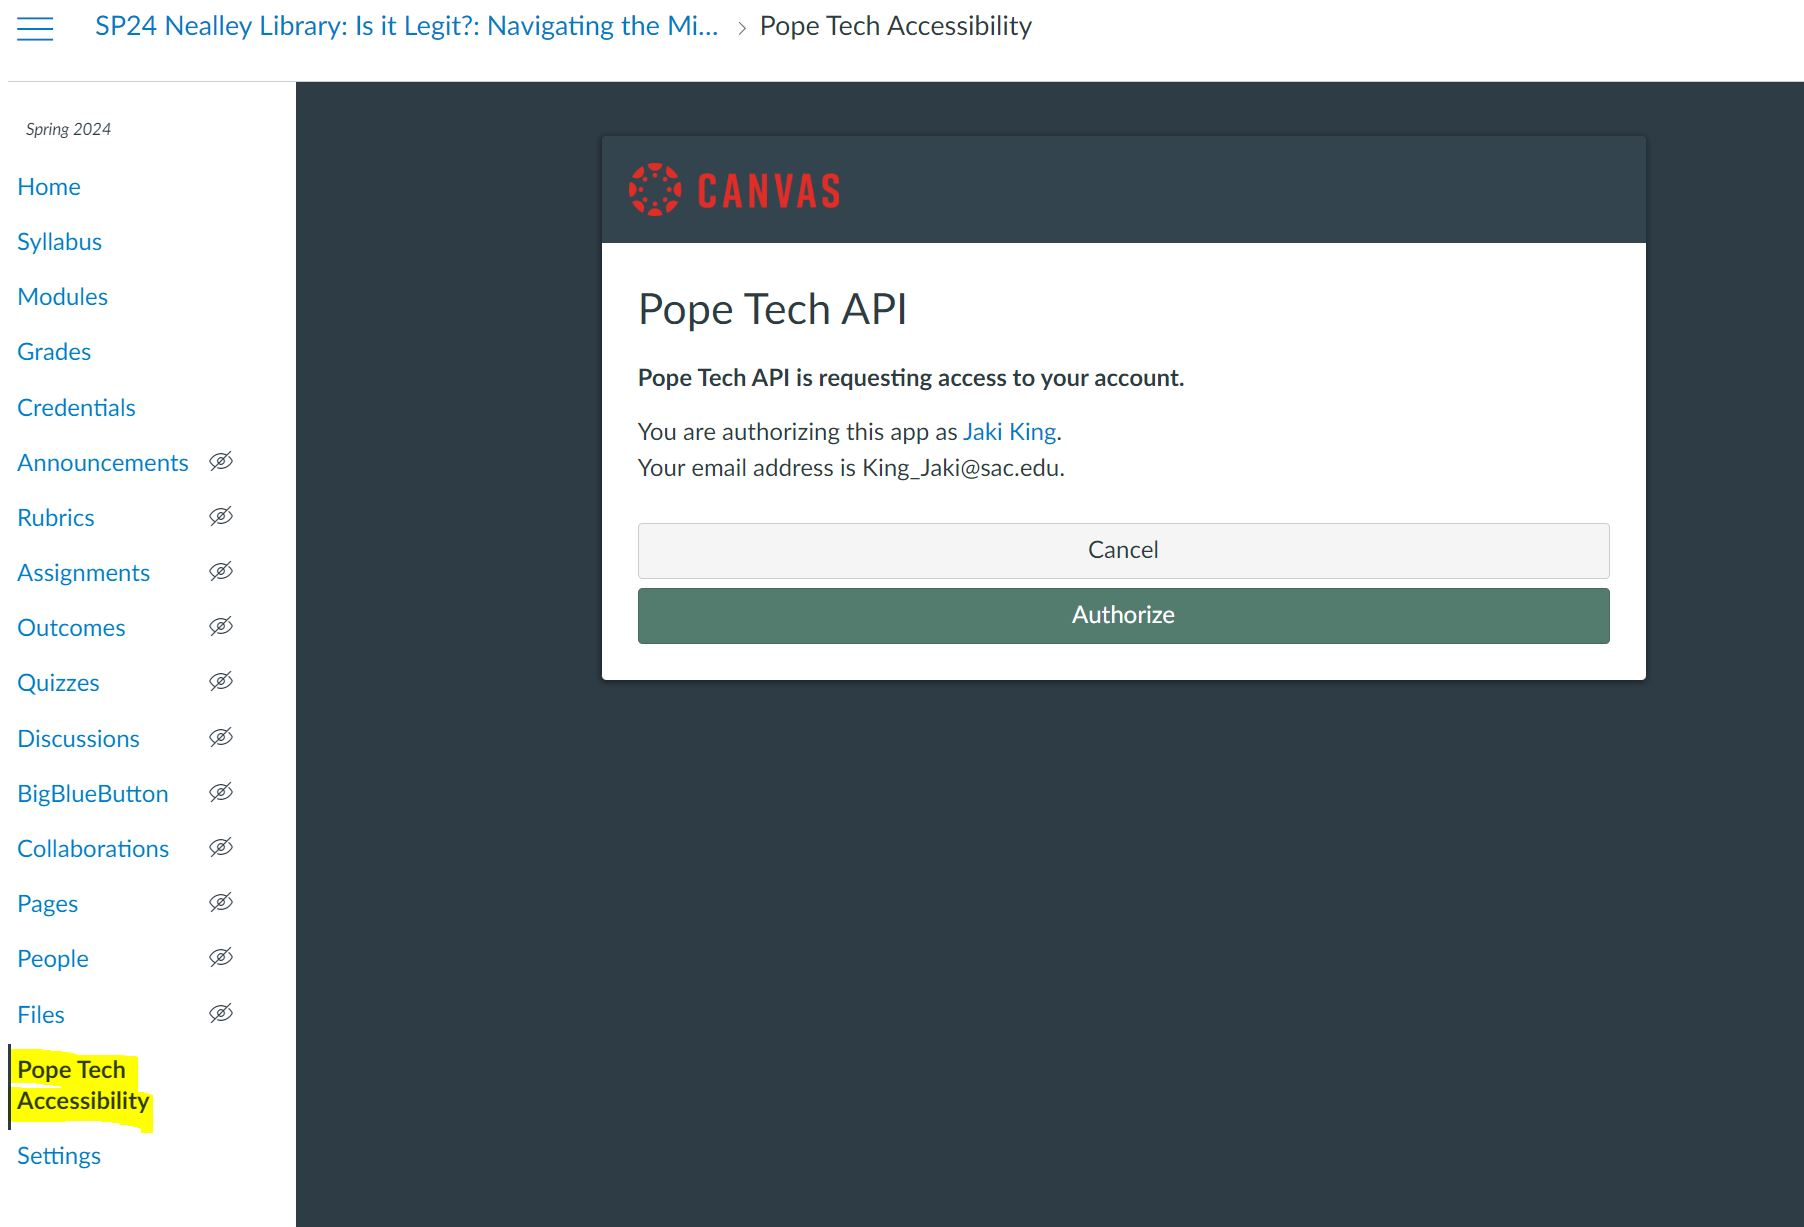 SP24 Nealley Library: Is it Legit?: Navigating the Mi... > Pope Tech Accessibility
Spring 2024
Home
Syllabus
Modules
Grades
Credentials
Announcements
Rubrics
Assignments
Outcomes
Quizzes
Discussions
BigBlueButton
Collaborations
Pages
People
Files
Pope Tech
Accessibility
Settings
CANVAS
Pope Tech API
Pope Tech API is requesting access to your account.
You are authorizing this app as Jaki King.
Your email address is King_Jaki@sac.edu.
Cancel
Authorize